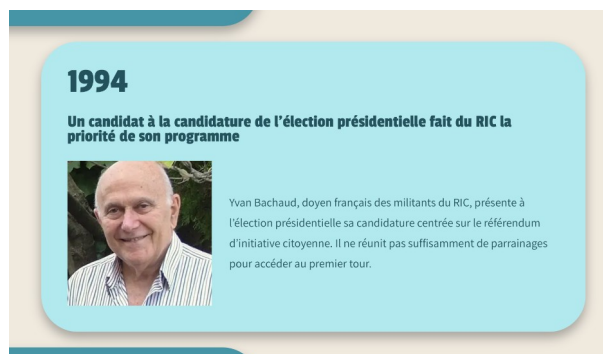 1994
Un candidat à la candidature de l'élection présidentielle fait du RIC la
priorité de son programme
Yvan Bachaud, doyen français des militants du RIC, présente à
l'élection présidentielle sa candidature centrée sur le référendum
d'initiative citoyenne. Il ne réunit pas suffisamment de parrainages
pour accéder au premier tour.